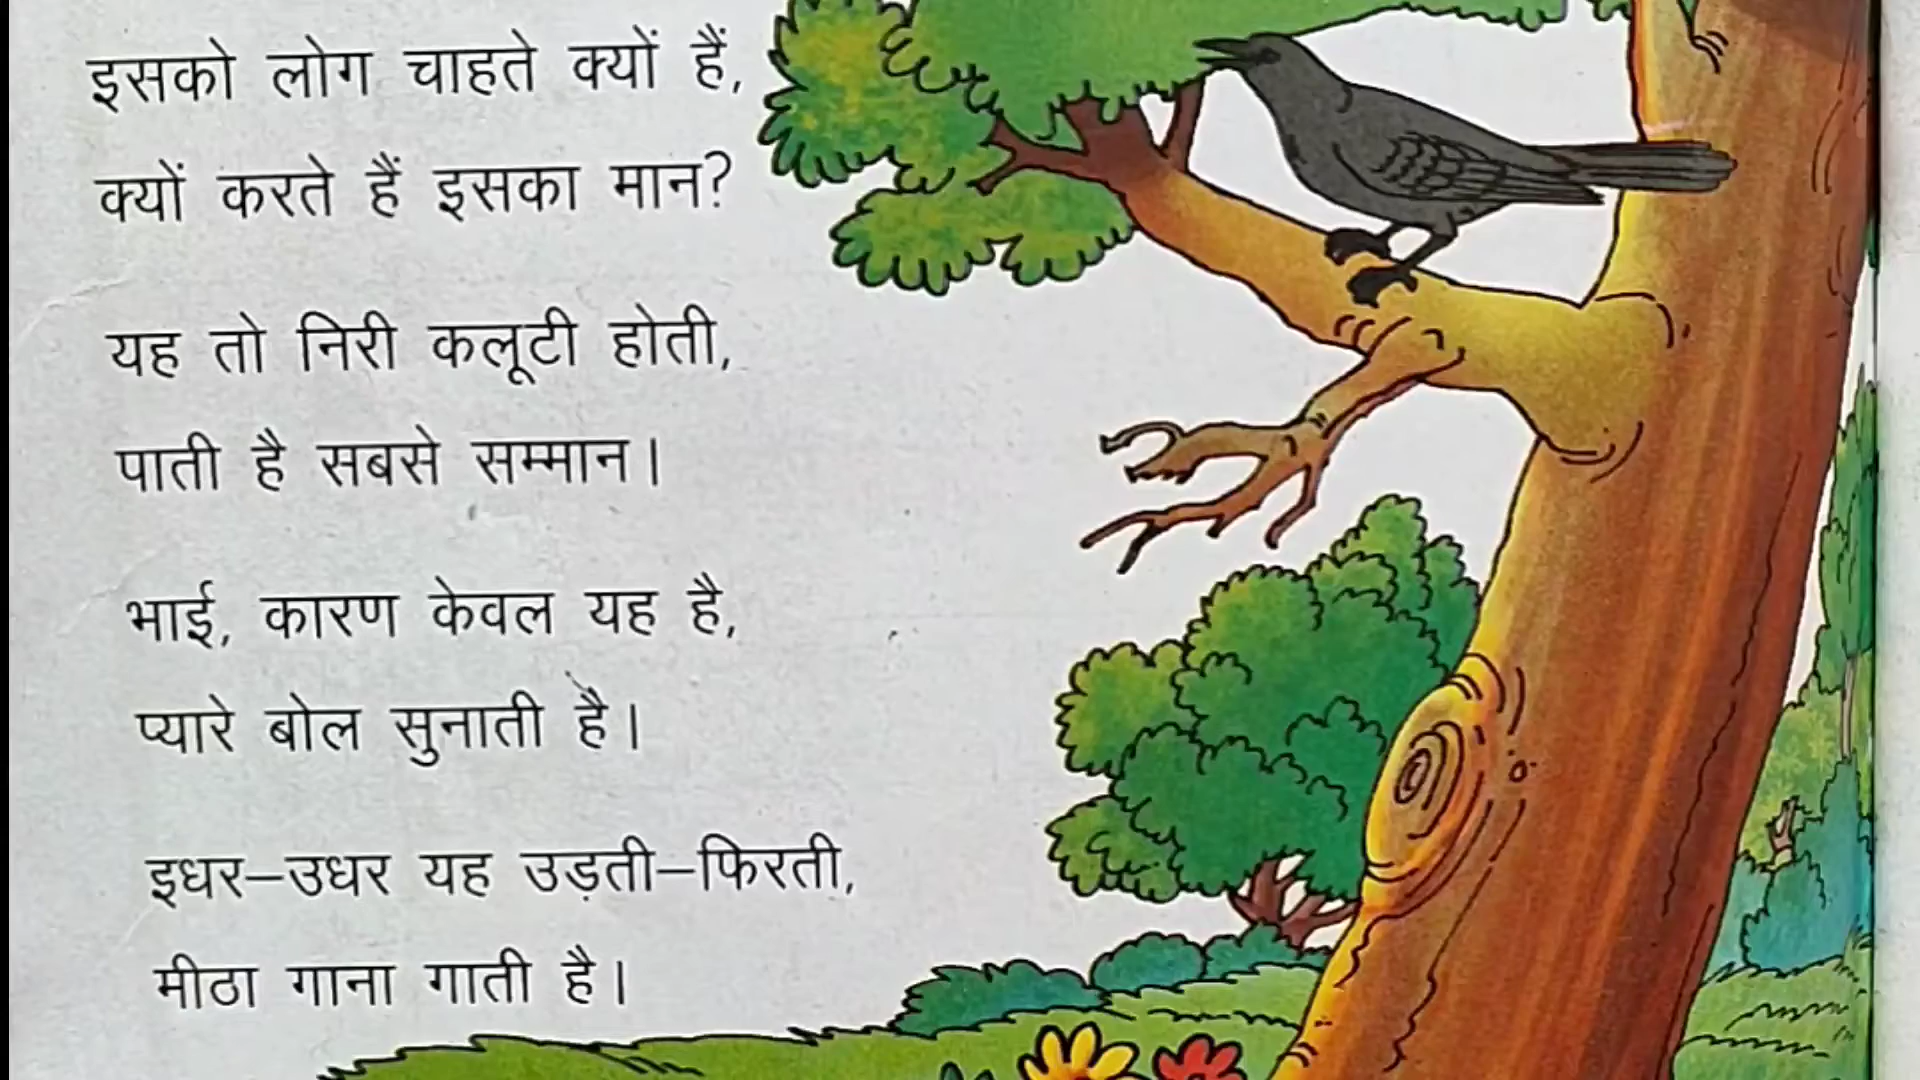 इसको लोग चाहते क्यों हैं,
क्यों करते हैं इसका मान?
यह तो निरी कलूटी होती,
पाती है सबसे सम्मान।
भाई, कारण केवल यह है,
प्यारे बोल सुनाती है।
इधर–उधर यह उड़ती–फिरती,
मीठा गाना गाती है।